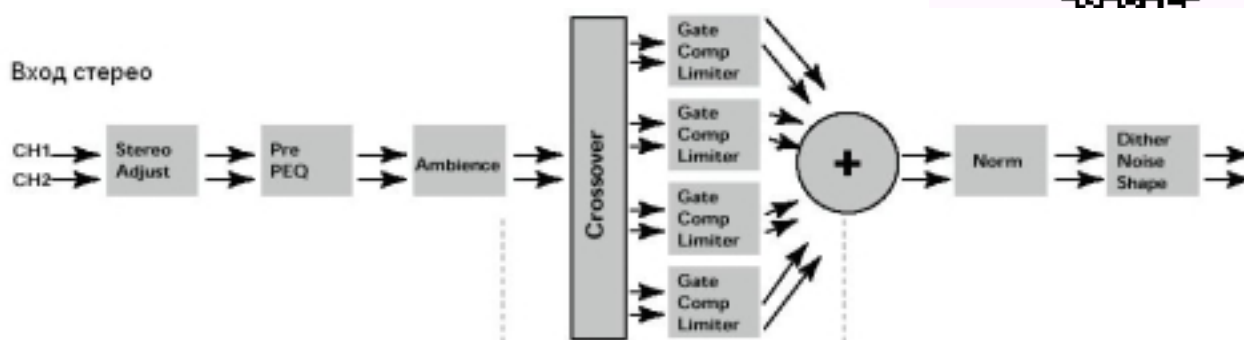 Вход стерео
CH1
CH2
Stereo
Adjust
Pre
PEQ
Ambience
Crossover
Gate
Comp
Limiter
Gate
Comp
Limiter
Gate
Comp
Limiter
Gate
Comp
Limiter
+
Norm
Dither
Noise
Shape